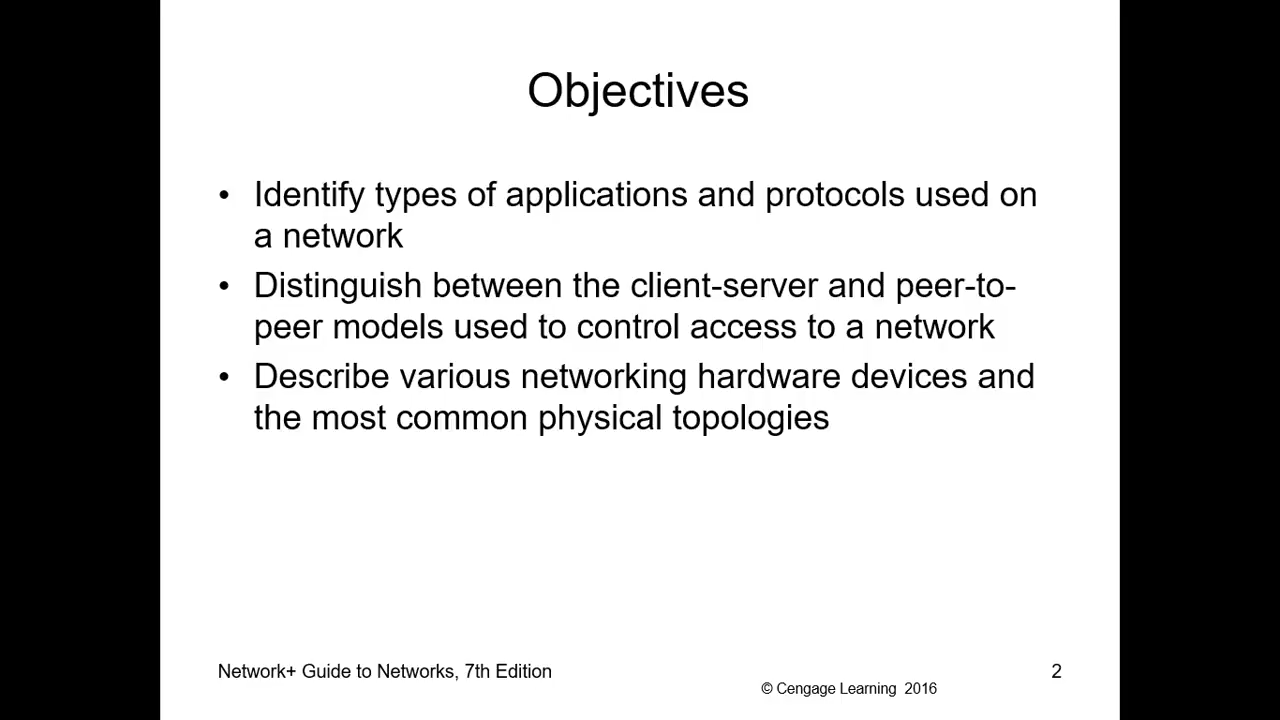 Objectives
• Identify types of applications and protocols used on
a network
• Distinguish between the client-server and peer-to-
peer models used to control access to a network
• Describe various networking hardware devices and
the most common physical topologies
Network+ Guide to Networks, 7th Edition
2
© Cengage Learning 2016